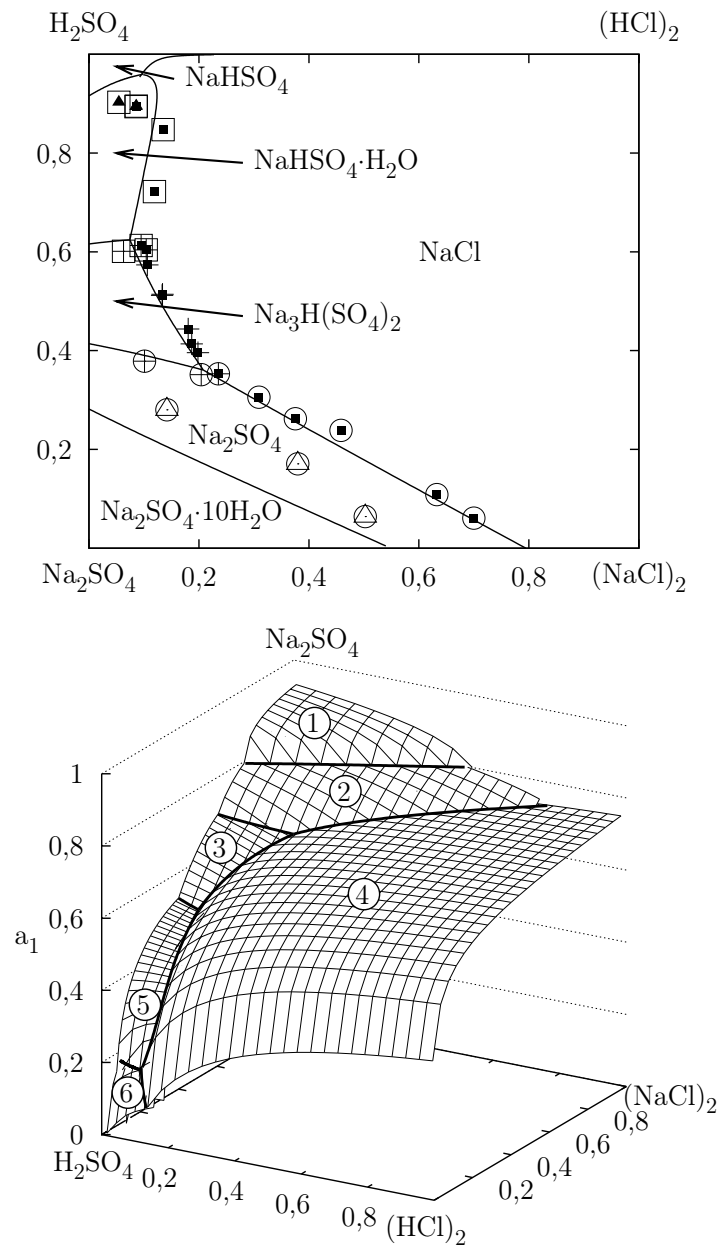 H₂SO₄ (HCl)₂
NaHSO₄
0,8
NaHSO₄·H₂O
0,6
NaCl
Na₃H(SO₄)₂
0,4
0,2
Na₂SO₄
Na₂SO₄·10H₂O
Na₂SO₄ 0,2 0,4 0,6 0,8 (NaCl)₂
Na₂SO₄
1
1
2
0,8
3
4
0,6
a₁
0,4
5
0,2
6
0
(NaCl)₂
0,8
0,6
0,4
0,2
H₂SO₄ 0,2 0,4 0,6 0,8 (HCl)₂